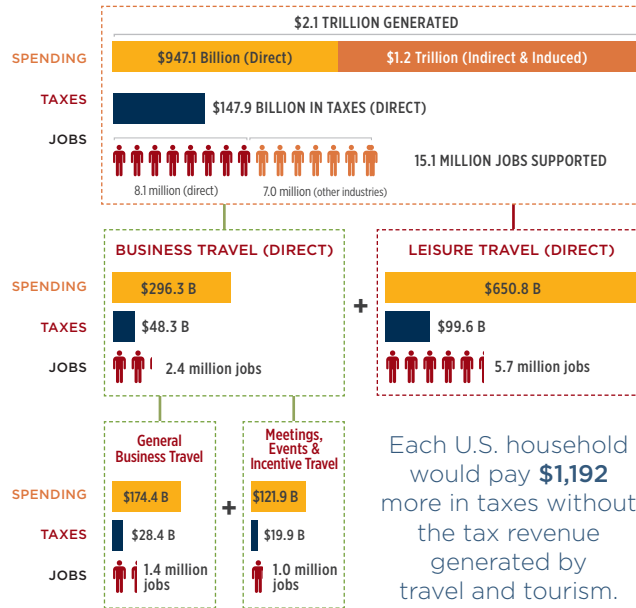 $2.1 TRILLION GENERATED
SPENDING
$947.1 Billion (Direct)
$1.2 Trillion (Indirect & Induced)
TAXES
$147.9 BILLION IN TAXES (DIRECT)
JOBS
15.1 MILLION JOBS SUPPORTED
8.1 million (direct)
7.0 million (other industries)
BUSINESS TRAVEL (DIRECT)
SPENDING
$296.3 B
TAXES
$48.3 B
JOBS
2.4 million jobs
+
LEISURE TRAVEL (DIRECT)
$650.8 B
$99.6 B
5.7 million jobs
General
Business Travel
SPENDING
$174.4 B
TAXES
$28.4 B
JOBS
1.4 million
jobs
+
Meetings,
Events &
Incentive Travel
$121.9 B
$19.9 B
1.0 million
jobs
Each U.S. household
would pay $1,192
more in taxes without
the tax revenue
generated by
travel and tourism.